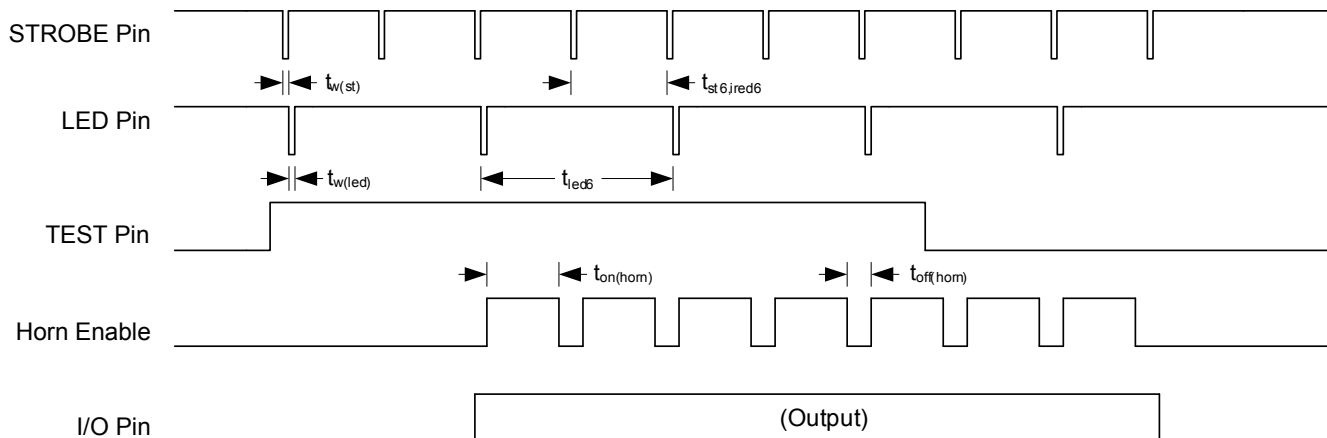 STROBE Pin
tw(st)
tst6,ired6
LED Pin
tw(led)
tled6
TEST Pin
ton(horn)
toff(horn)
Horn Enable
(Output)
I/O Pin